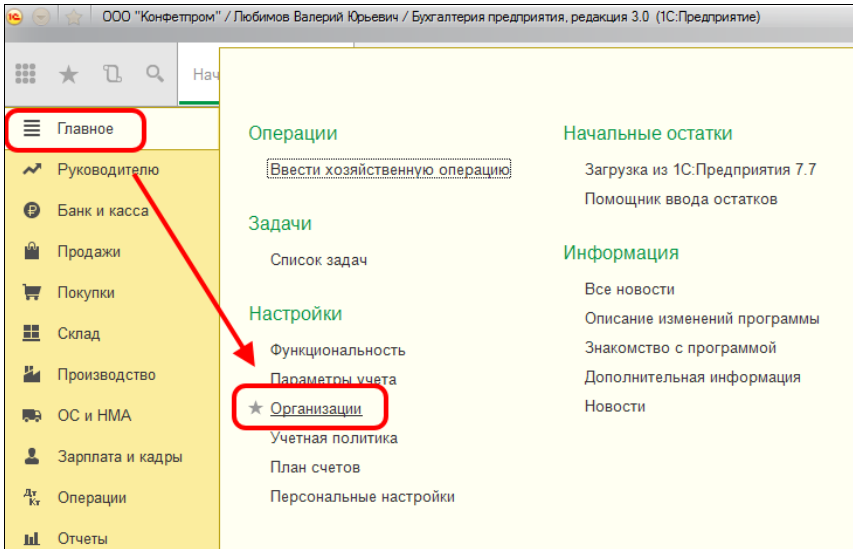 ООО "Конфетпром" / Любимов Валерий Юрьевич / Бухгалтерия предприятия, редакция 3.0 (1С:Предприятие)
Нач
Главное
Руководителю
Банк и касса
Продажи
Покупки
Склад
Производство
ОС и НМА
Зарплата и кадры
Дт Кт
Операции
Отчеты
Операции
Ввести хозяйственную операцию
Задачи
Список задач
Настройки
Функциональность
Параметры учета
Организации
Учетная политика
План счетов
Персональные настройки
Начальные остатки
Загрузка из 1С:Предприятия 7.7
Помощник ввода остатков
Информация
Все новости
Описание изменений программы
Знакомство с программой
Дополнительная информация
Новости